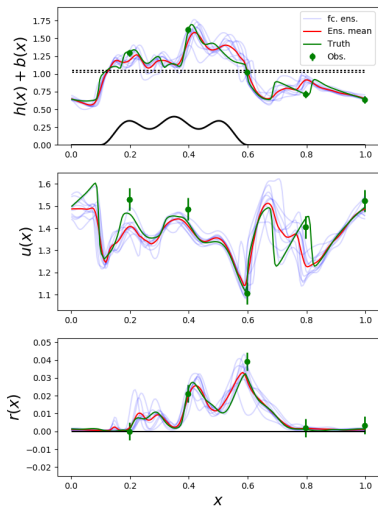 h(x) + b(x)
1.75
1.50
1.25
1.00
0.75
0.50
0.25
0.00
fc. ens.
Ens. mean
Truth
Obs.
0.0 0.2 0.4 0.6 0.8 1.0
u(x)
1.6
1.5
1.4
1.3
1.2
1.1
0.0 0.2 0.4 0.6 0.8 1.0
r(x)
0.05
0.04
0.03
0.02
0.01
0.00
−0.01
−0.02
0.0 0.2 0.4 0.6 0.8 1.0
x